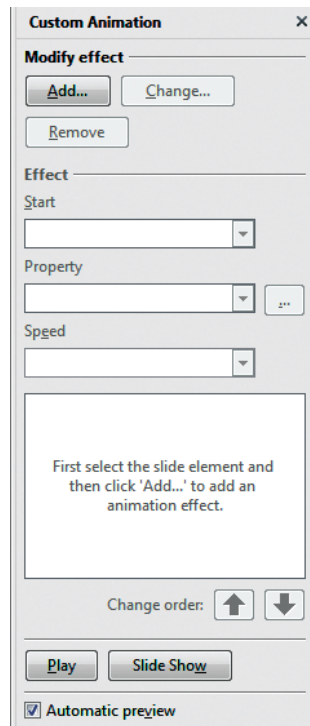 Custom Animation
Modify effect
Add... Change...
Remove
Effect
Start
Property
...
Speed
First select the slide element and
then click 'Add...' to add an
animation effect.
Change order:
Play Slide Show
Automatic preview